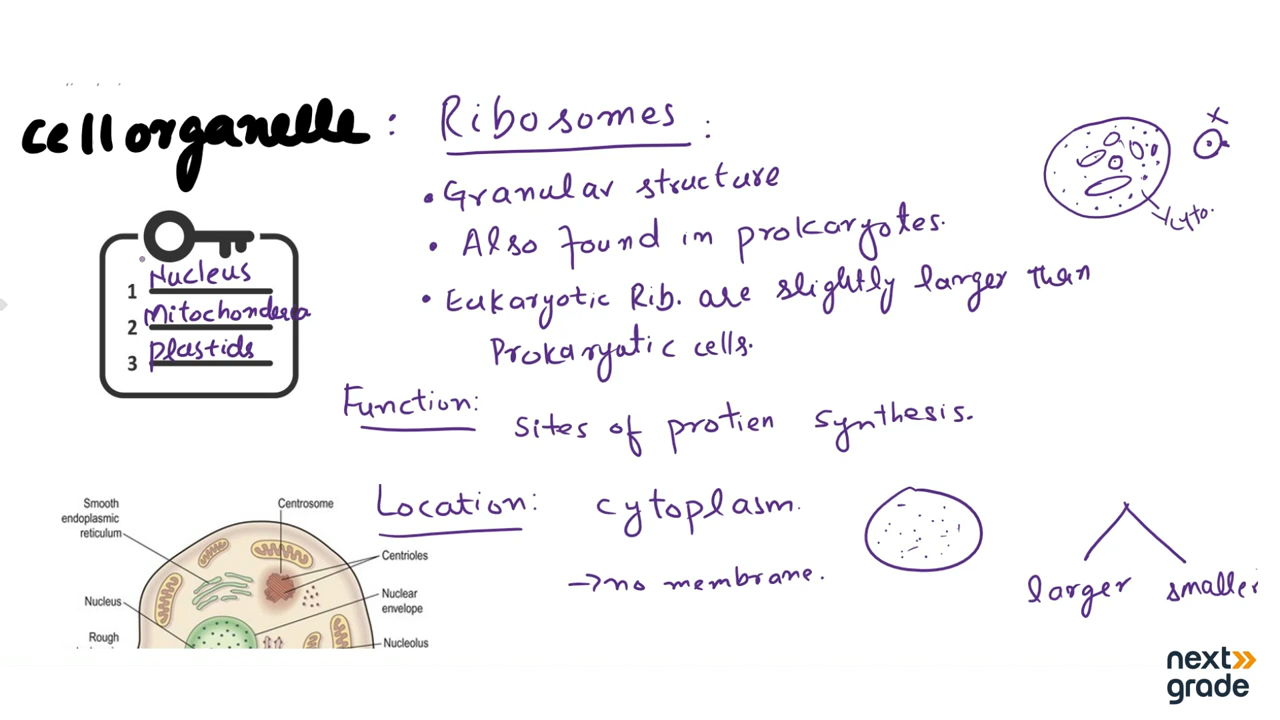 cell organelle : Ribosomes :
• Granular structure
• Also found in prokaryotes.
• Eukaryotic Rib. are slightly larger than
Prokaryotic cells.
x
cyto.
1 Nucleus
2 Mitochonderia
3 plastids
Function:
Sites of protien synthesis.
Location: cytoplasm.
→ no membrane.
larger smaller
Smooth
endoplasmic
reticulum
Centrosome
Centrioles
Nucleus
Nuclear
envelope
Rough
Nucleolus
next
grade